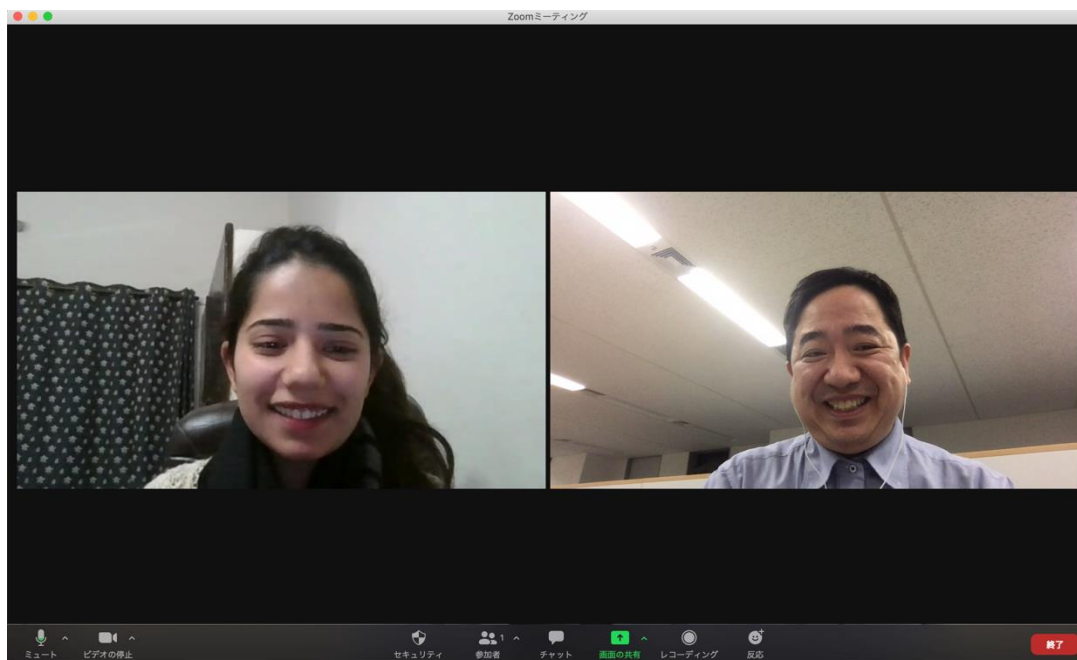 Zoomミーティング
ミュート
ビデオの停止
セキュリティ
参加者
1
チャット
画面の共有
レコーディング
反応
終了